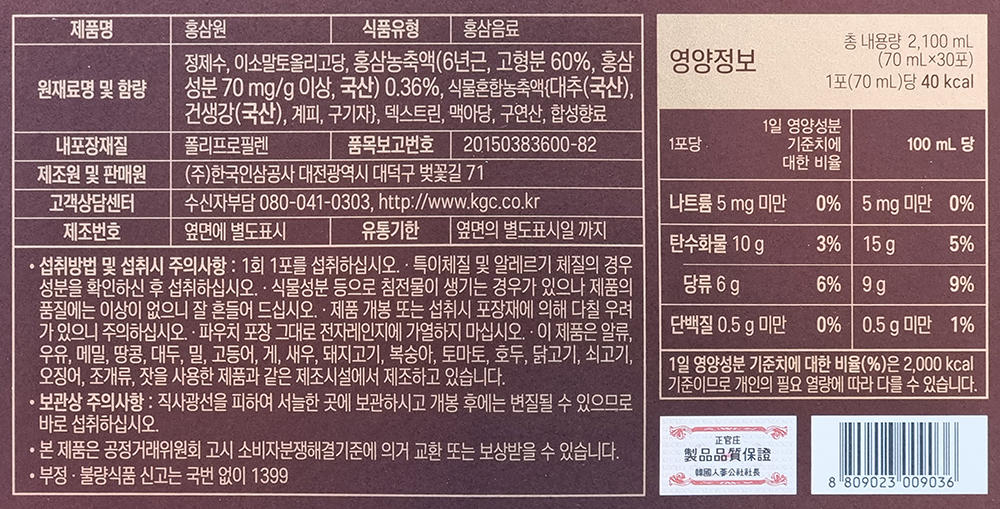 제품명 홍삼원 식품유형 홍삼음료
원재료명 및 함량
정제수, 이소말토올리고당, 홍삼농축액(6년근, 고형분 60%, 홍삼
성분 70 mg/g 이상, 국산) 0.36%, 식물혼합농축액{대추(국산),
건생강(국산), 계피, 구기자}, 덱스트린, 맥아당, 구연산, 합성향료
내포장재질 폴리프로필렌 품목보고번호 20150383600-82
제조원 및 판매원 (주)한국인삼공사 대전광역시 대덕구 벚꽃길 71
고객상담센터 수신자부담 080-041-0303, http://www.kgc.co.kr
제조번호 옆면에 별도표시 유통기한 옆면의 별도표시일 까지
• 섭취방법 및 섭취시 주의사항 : 1회 1포를 섭취하십시오. · 특이체질 및 알레르기 체질의 경우
성분을 확인하신 후 섭취하십시오. · 식물성분 등으로 침전물이 생기는 경우가 있으나 제품의
품질에는 이상이 없으니 잘 흔들어 드십시오. · 제품 개봉 또는 섭취시 포장재에 의해 다칠 우려
가 있으니 주의하십시오. · 파우치 포장 그대로 전자레인지에 가열하지 마십시오. · 이 제품은 알류,
우유, 메밀, 땅콩, 대두, 밀, 고등어, 게, 새우, 돼지고기, 복숭아, 토마토, 호두, 닭고기, 쇠고기,
오징어, 조개류, 잣을 사용한 제품과 같은 제조시설에서 제조하고 있습니다.
• 보관상 주의사항 : 직사광선을 피하여 서늘한 곳에 보관하시고 개봉 후에는 변질될 수 있으므로
바로 섭취하십시오.
• 본 제품은 공정거래위원회 고시 소비자분쟁해결기준에 의거 교환 또는 보상받을 수 있습니다.
• 부정 · 불량식품 신고는 국번 없이 1399
영양정보
총 내용량 2,100 mL
(70 mL×30포)
1포(70 mL)당 40 kcal
1포당
1일 영양성분
기준치에
대한 비율
100 mL 당
나트륨 5 mg 미만 0% 5 mg 미만 0%
탄수화물 10 g 3% 15 g 5%
당류 6 g 6% 9 g 9%
단백질 0.5 g 미만 0% 0.5 g 미만 1%
1일 영양성분 기준치에 대한 비율(%)은 2,000 kcal
기준이므로 개인의 필요 열량에 따라 다를 수 있습니다.
正官庄
製品品質保證
韓國人蔘公社社長
8 809023 009036